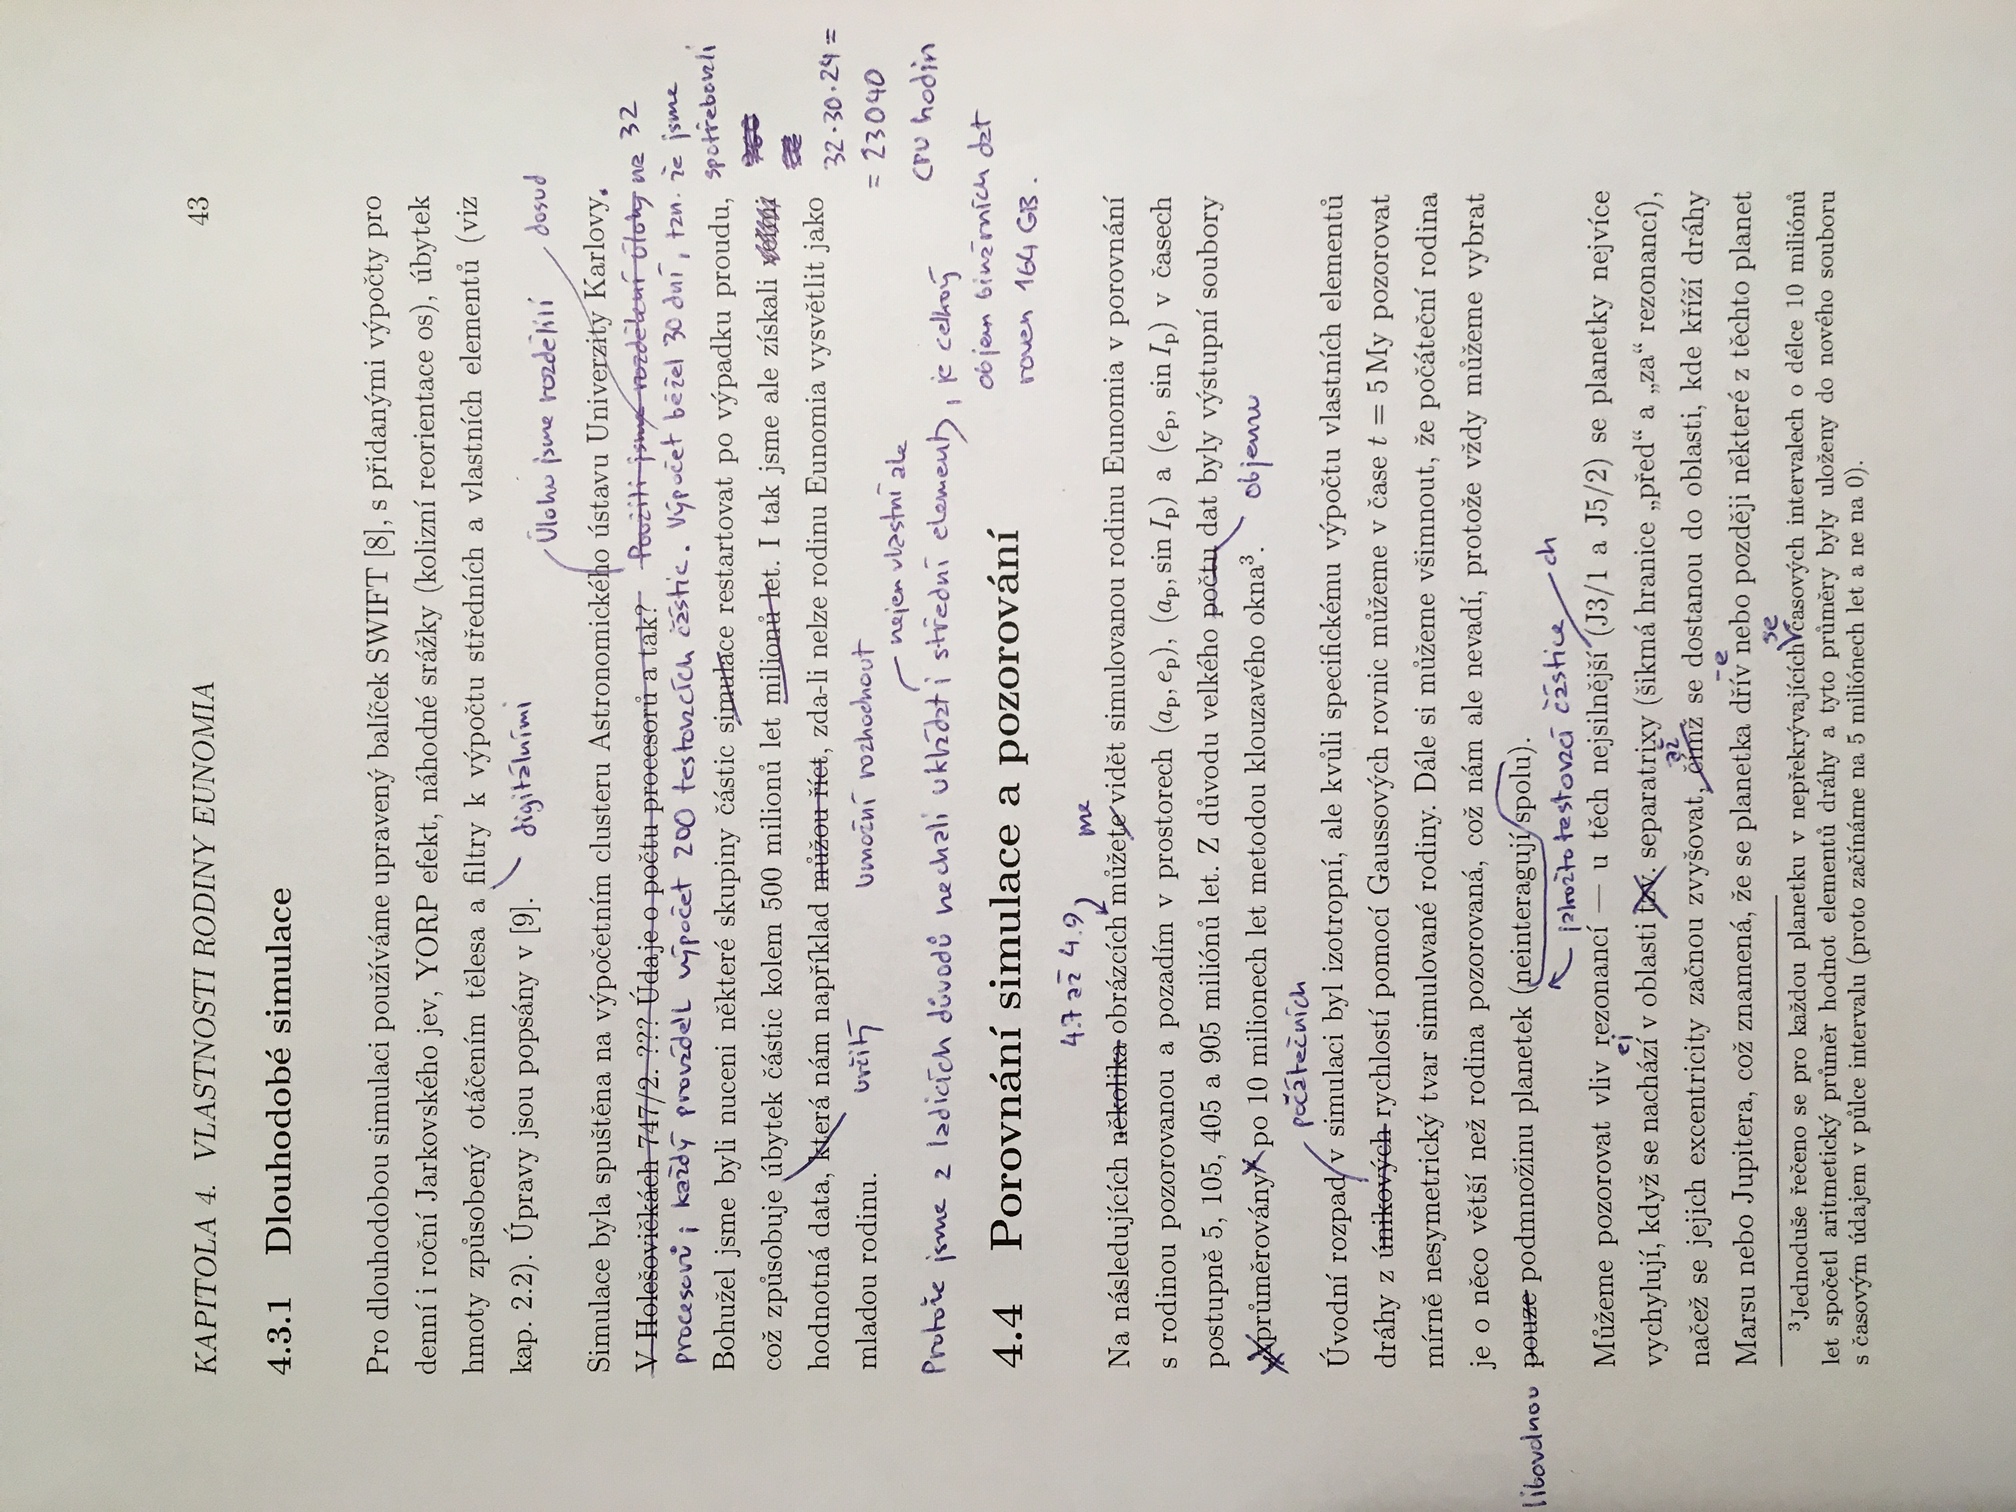 KAPITOLA 4. VLASTNOSTI RODINY EUNOMIA 43
4.3.1 Dlouhodobé simulace
Pro dlouhodobou simulaci používáme upravený balíček SWIFT [8], s přidanými výpočty pro
denní i roční Jarkovského jev, YORP efekt, náhodné srážky (kolizní reorientace os), úbytek
hmoty způsobený otáčením tělesa a filtry k výpočtu středních a vlastních elementů (viz
kap. 2.2). Úpravy jsou popsány v [9].
digitálními
Úlohu jsme rozdělili
dosud
Simulace byla spuštěna na výpočetním clusteru Astronomického ústavu Univerzity Karlovy.
V Holešovičkách 747/2. ??? Údaje o počtu procesorů a tak? Použili jsme rozdělení úlohy na 32
procesorů; každý prováděl výpočet 200 testovacích částic. Výpočet běžel 30 dní, tzn. že jsme
spotřebovali
Bohužel jsme byli nuceni některé skupiny částic simulace restartovat po výpadku proudu,
což způsobuje úbytek částic kolem 500 milionů let milionů let. I tak jsme ale získali velmi
hodnotná data, která nám například můžou říct, zda-li nelze rodinu Eunomia vysvětlit jako
32·30·24 =
mladou rodinu.
určitý
umožní rozhodnout
= 23040
CPU hodin
nejen vlastní ale
Protože jsme z ladicích důvodů nechali ukládat i střední elementy, je celkový
objem binárních dat
roven 164 GB.
4.4 Porovnání simulace a pozorování
4.7 až 4.9
me
Na následujících několika obrázcích můžete vidět simulovanou rodinu Eunomia v porovnání
s rodinou pozorovanou a pozadím v prostorech (aₚ, eₚ), (aₚ, sin Iₚ) a (eₚ, sin Iₚ) v časech
postupně 5, 105, 405 a 905 miliónů let. Z důvodu velkého počtu dat byly výstupní soubory
průměrovány po 10 milionech let metodou klouzavého okna³.
objemu
počátečních
Úvodní rozpad v simulaci byl izotropní, ale kvůli specifickému výpočtu vlastních elementů
dráhy z únikových rychlostí pomocí Gaussových rovnic můžeme v čase t = 5 My pozorovat
mírně nesymetrický tvar simulované rodiny. Dále si můžeme všimnout, že počáteční rodina
je o něco větší než rodina pozorovaná, což nám ale nevadí, protože vždy můžeme vybrat
libovolnou pouze podmnožinu planetek (neinteragují spolu).
jakožto testovací částice
ch
Můžeme pozorovat vliv rezonancí — u těch nejsilnější (J3/1 a J5/2) se planetky nejvíce
ej
vychylují, když se nachází v oblasti tzv. separatrixy (šikmá hranice „před“ a „za“ rezonancí),
až
načež se jejich excentricity začnou zvyšovat, čímž se dostanou do oblasti, kde kříží dráhy
-e
Marsu nebo Jupitera, což znamená, že se planetka dřív nebo později některé z těchto planet
se
³Jednoduše řečeno se pro každou planetku v nepřekrývajících časových intervalech o délce 10 miliónů
let spočetl aritmetický průměr hodnot elementů dráhy a tyto průměry byly uloženy do nového souboru
s časovým údajem v půlce intervalu (proto začínáme na 5 miliónech let a ne na 0).